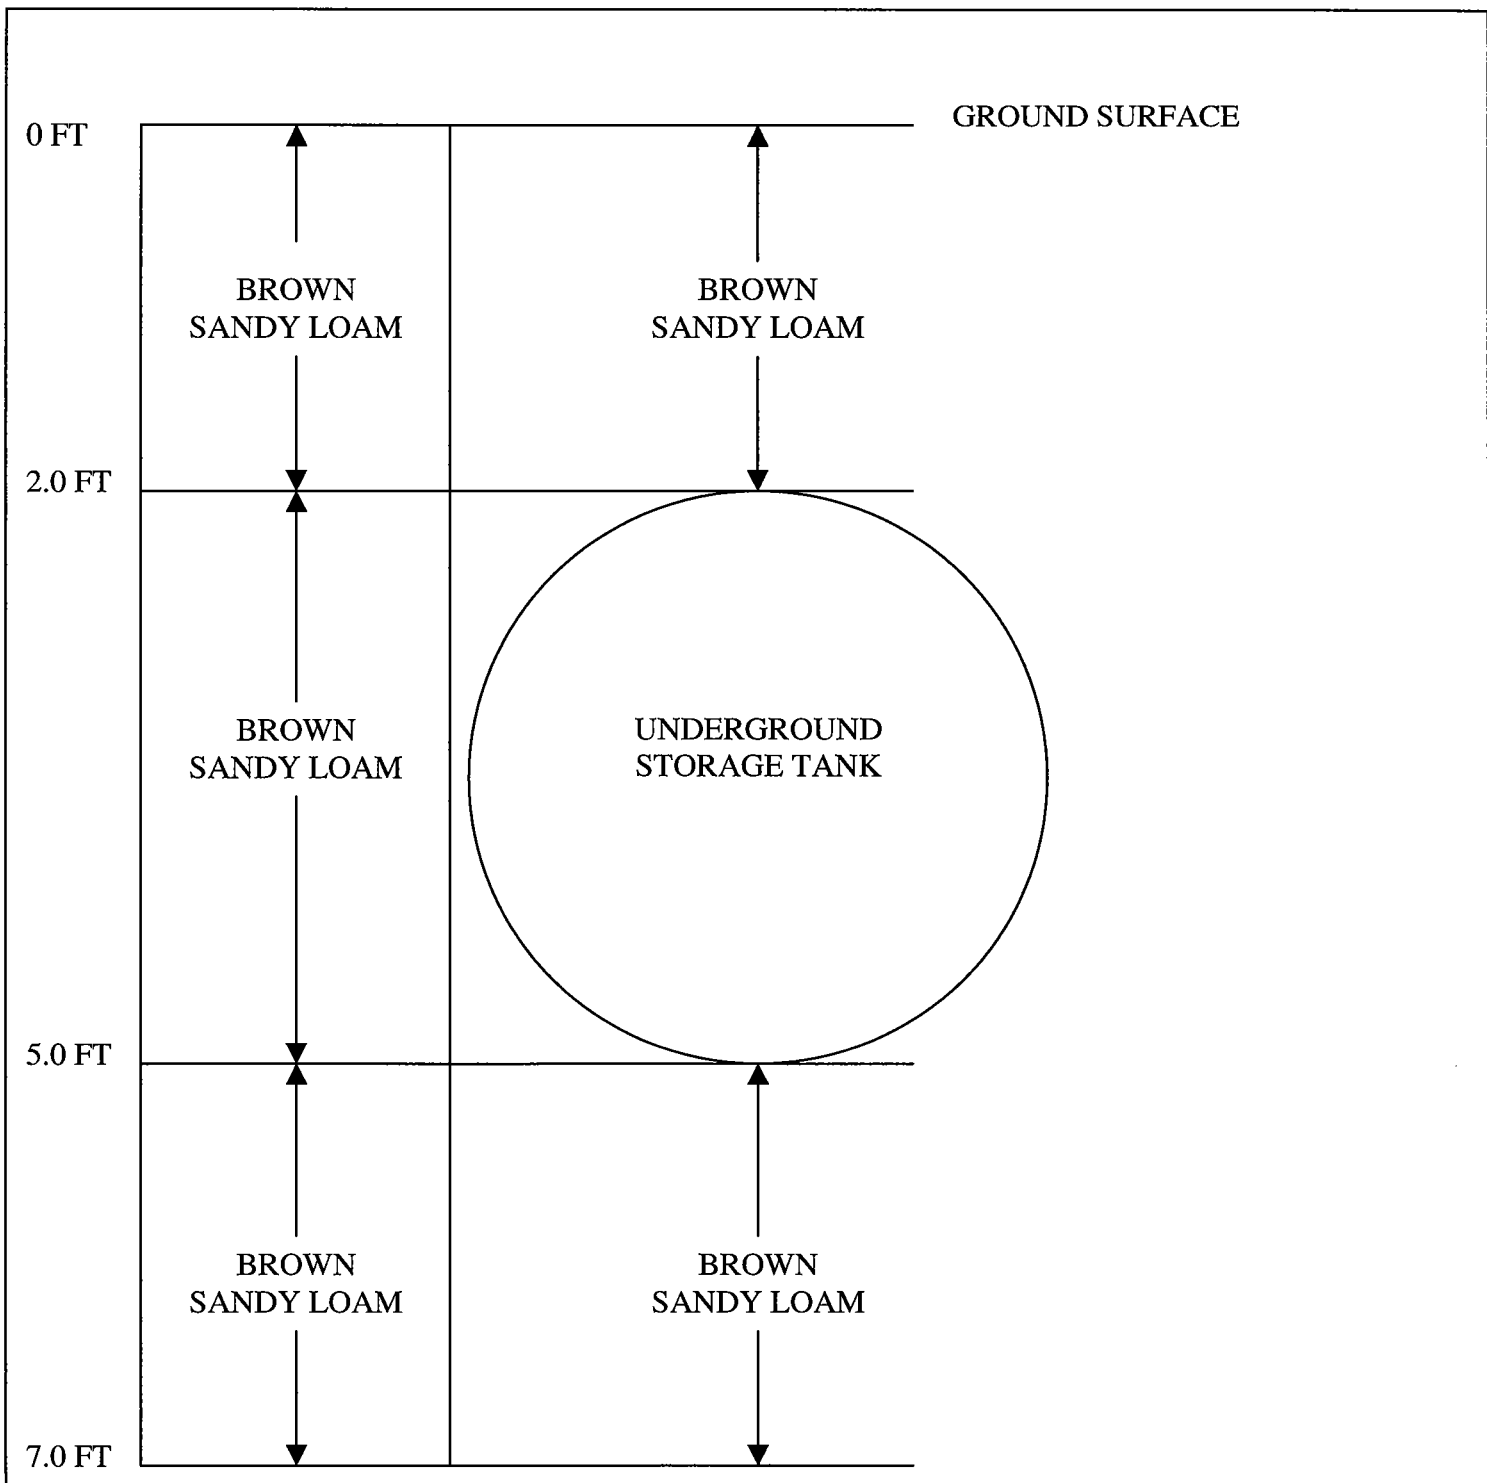 GROUND SURFACE
0 FT
BROWN
SANDY LOAM
BROWN
SANDY LOAM
2.0 FT
BROWN
SANDY LOAM
UNDERGROUND
STORAGE TANK
5.0 FT
BROWN
SANDY LOAM
BROWN
SANDY LOAM
7.0 FT